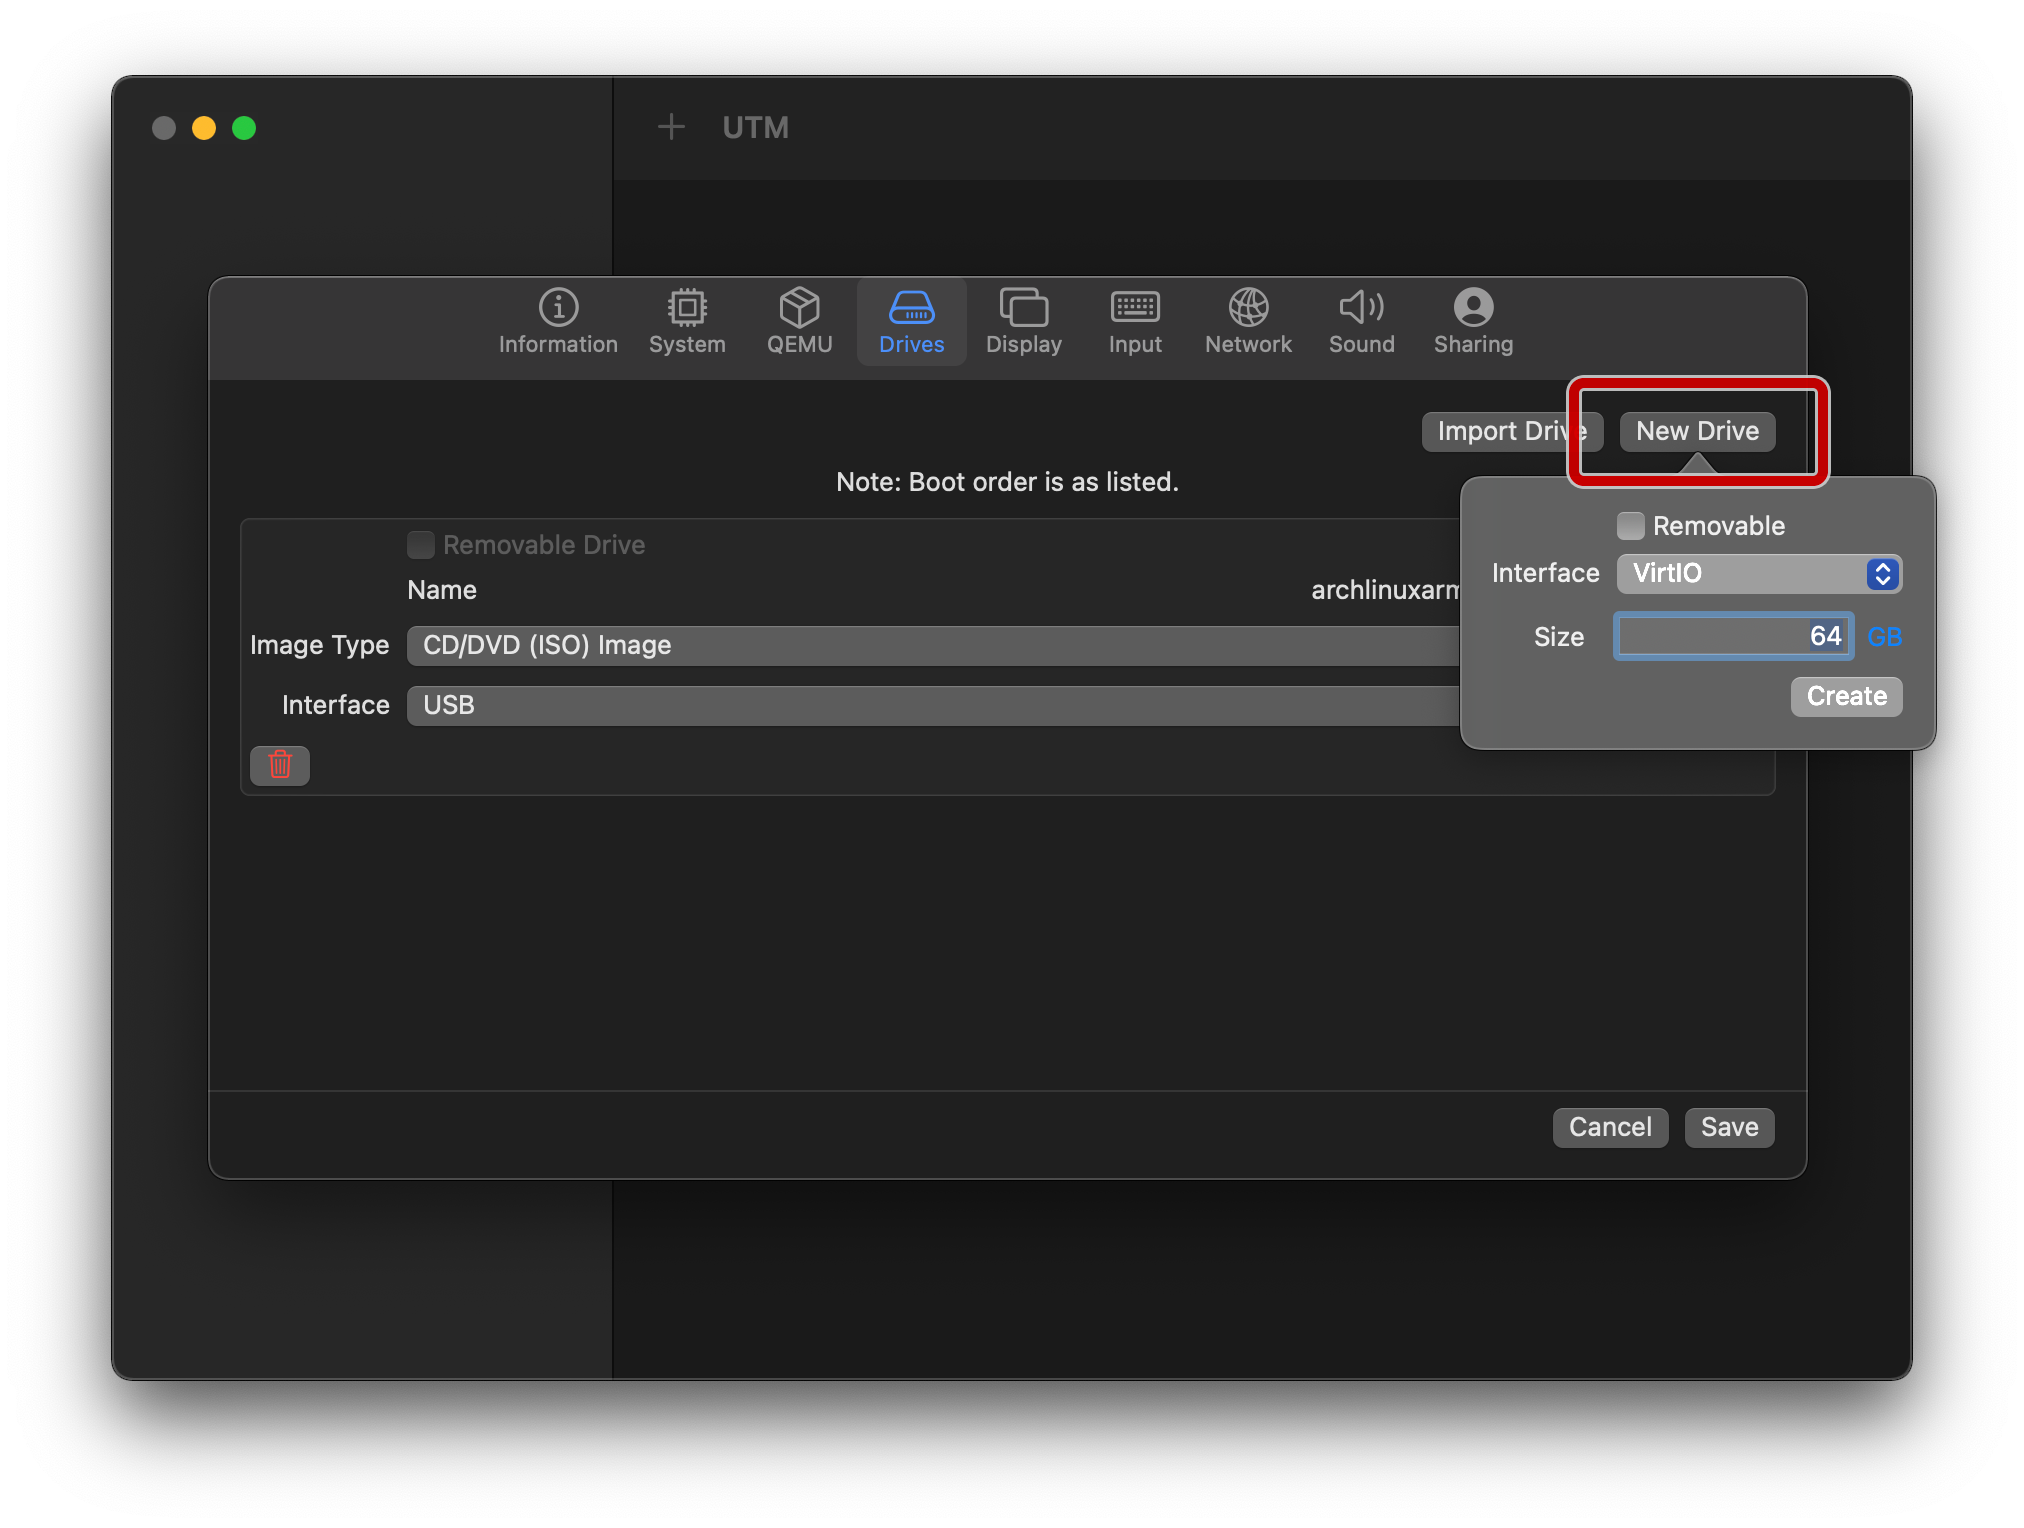 UTM
Information System QEMU Drives Display Input Network Sound Sharing
Import Drive New Drive
Note: Boot order is as listed.
Removable Drive
Name archlinuxarm
Image Type CD/DVD (ISO) Image
Interface USB
Removable
Interface VirtIO
Size 64 GB
Create
Cancel Save